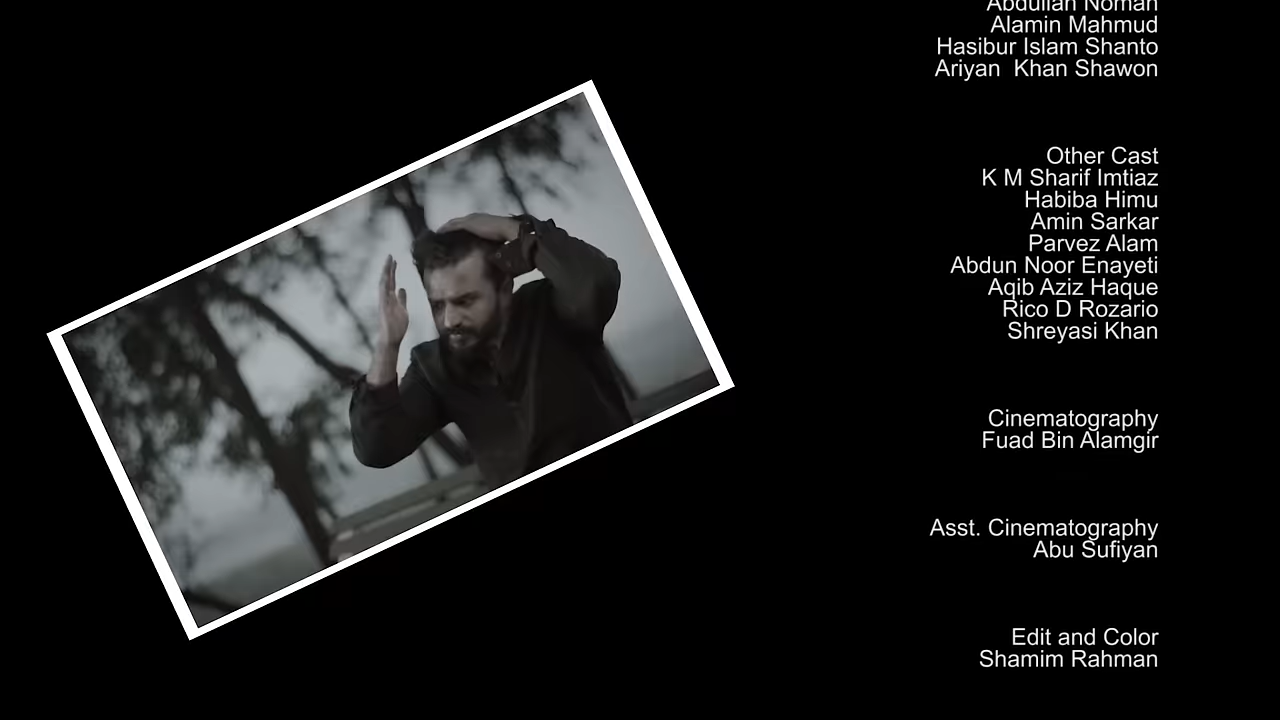 Abdullah Noman
Alamin Mahmud
Hasibur Islam Shanto
Ariyan  Khan Shawon
Other Cast
K M Sharif Imtiaz
Habiba Himu
Amin Sarkar
Parvez Alam
Abdun Noor Enayeti
Aqib Aziz Haque
Rico D Rozario
Shreyasi Khan
Cinematography
Fuad Bin Alamgir
Asst. Cinematography
Abu Sufiyan
Edit and Color
Shamim Rahman